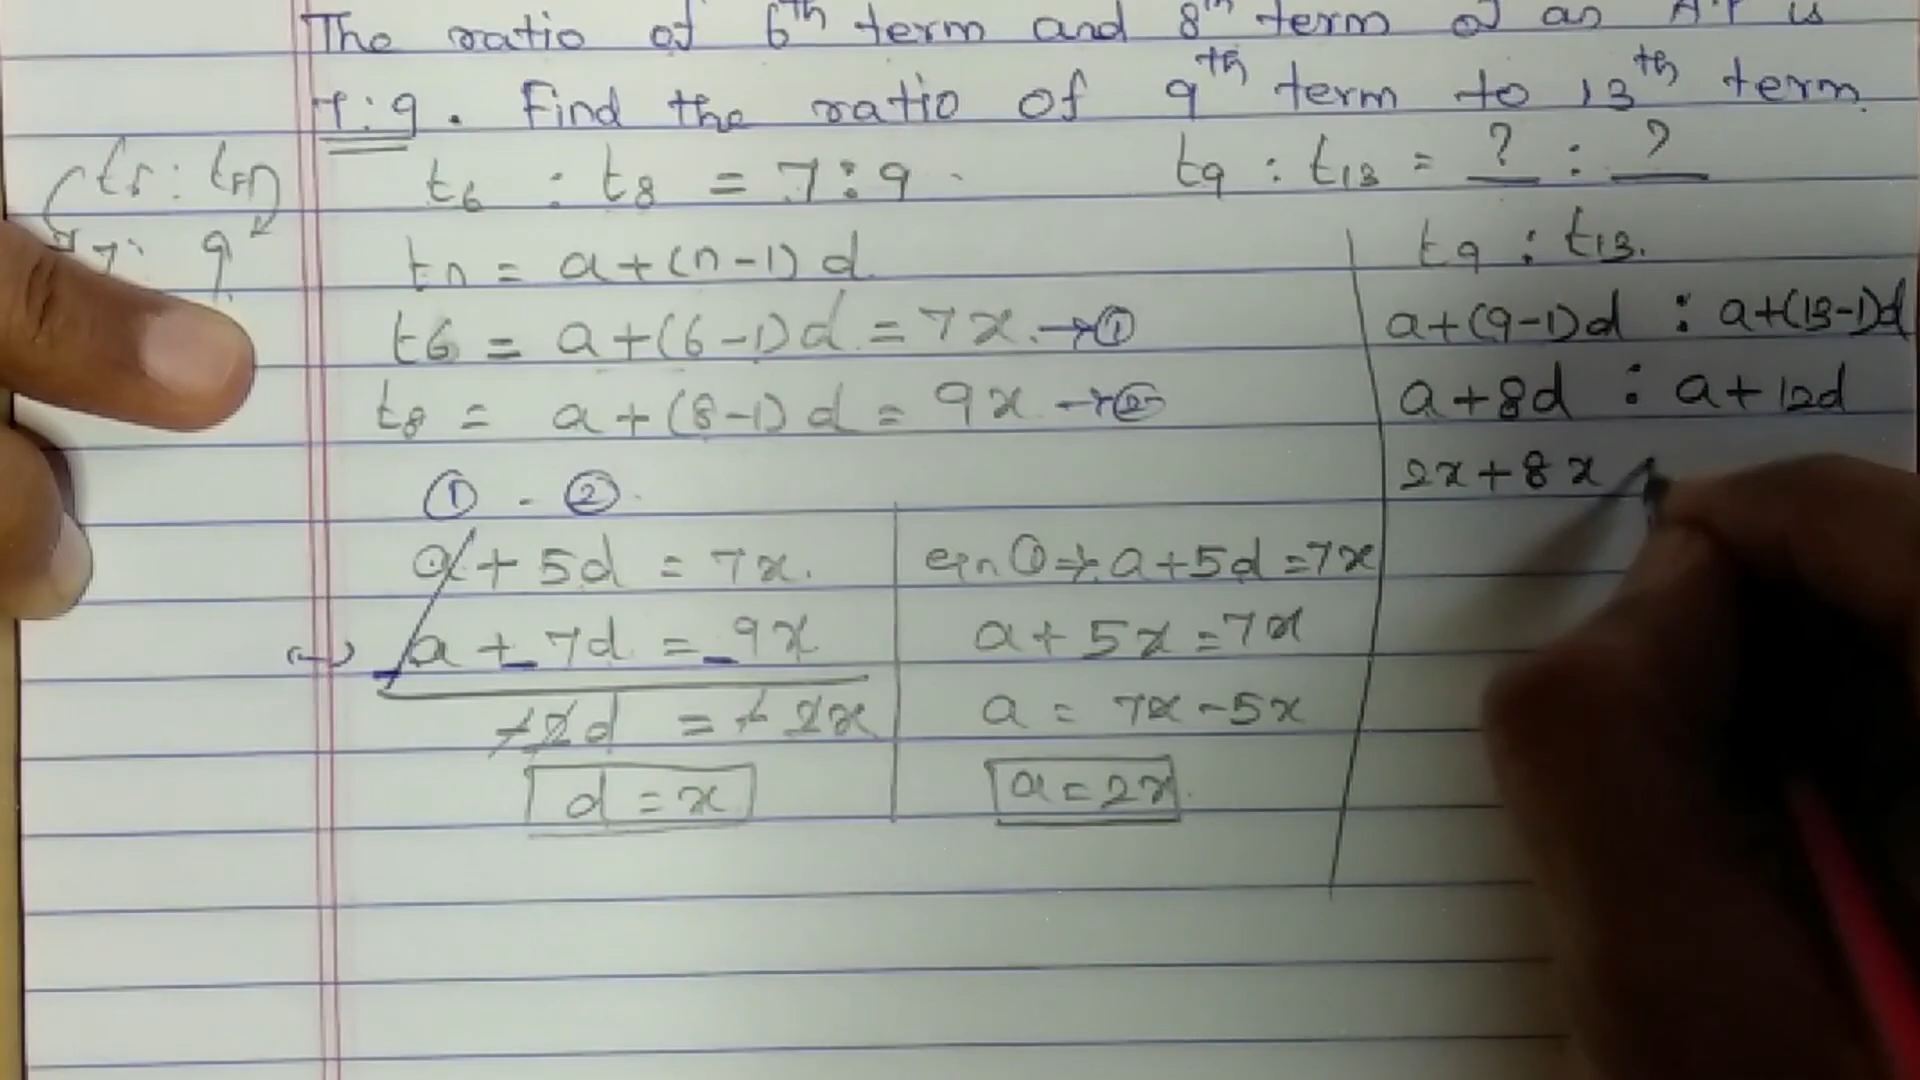 The ratio of 6th term and 8th term of an A.P is
7:9. Find the ratio of 9th term to 13th term.
t6 : t8 = 7:9.
t9 : t13 = ? : ?
7: 9
tn = a+(n-1)d
t6 = a+(6-1)d = 7x. → ①
t8 = a+(8-1)d = 9x → ②
① - ②
a + 5d = 7x.
(-) a + 7d = 9x
- - -
-2d = -2x
d = x
eqn ① → a+5d=7x
a+5x=7x
a = 7x-5x
a=2x
t9 : t13.
a+(9-1)d : a+(13-1)d
a+8d : a+12d
2x+8x